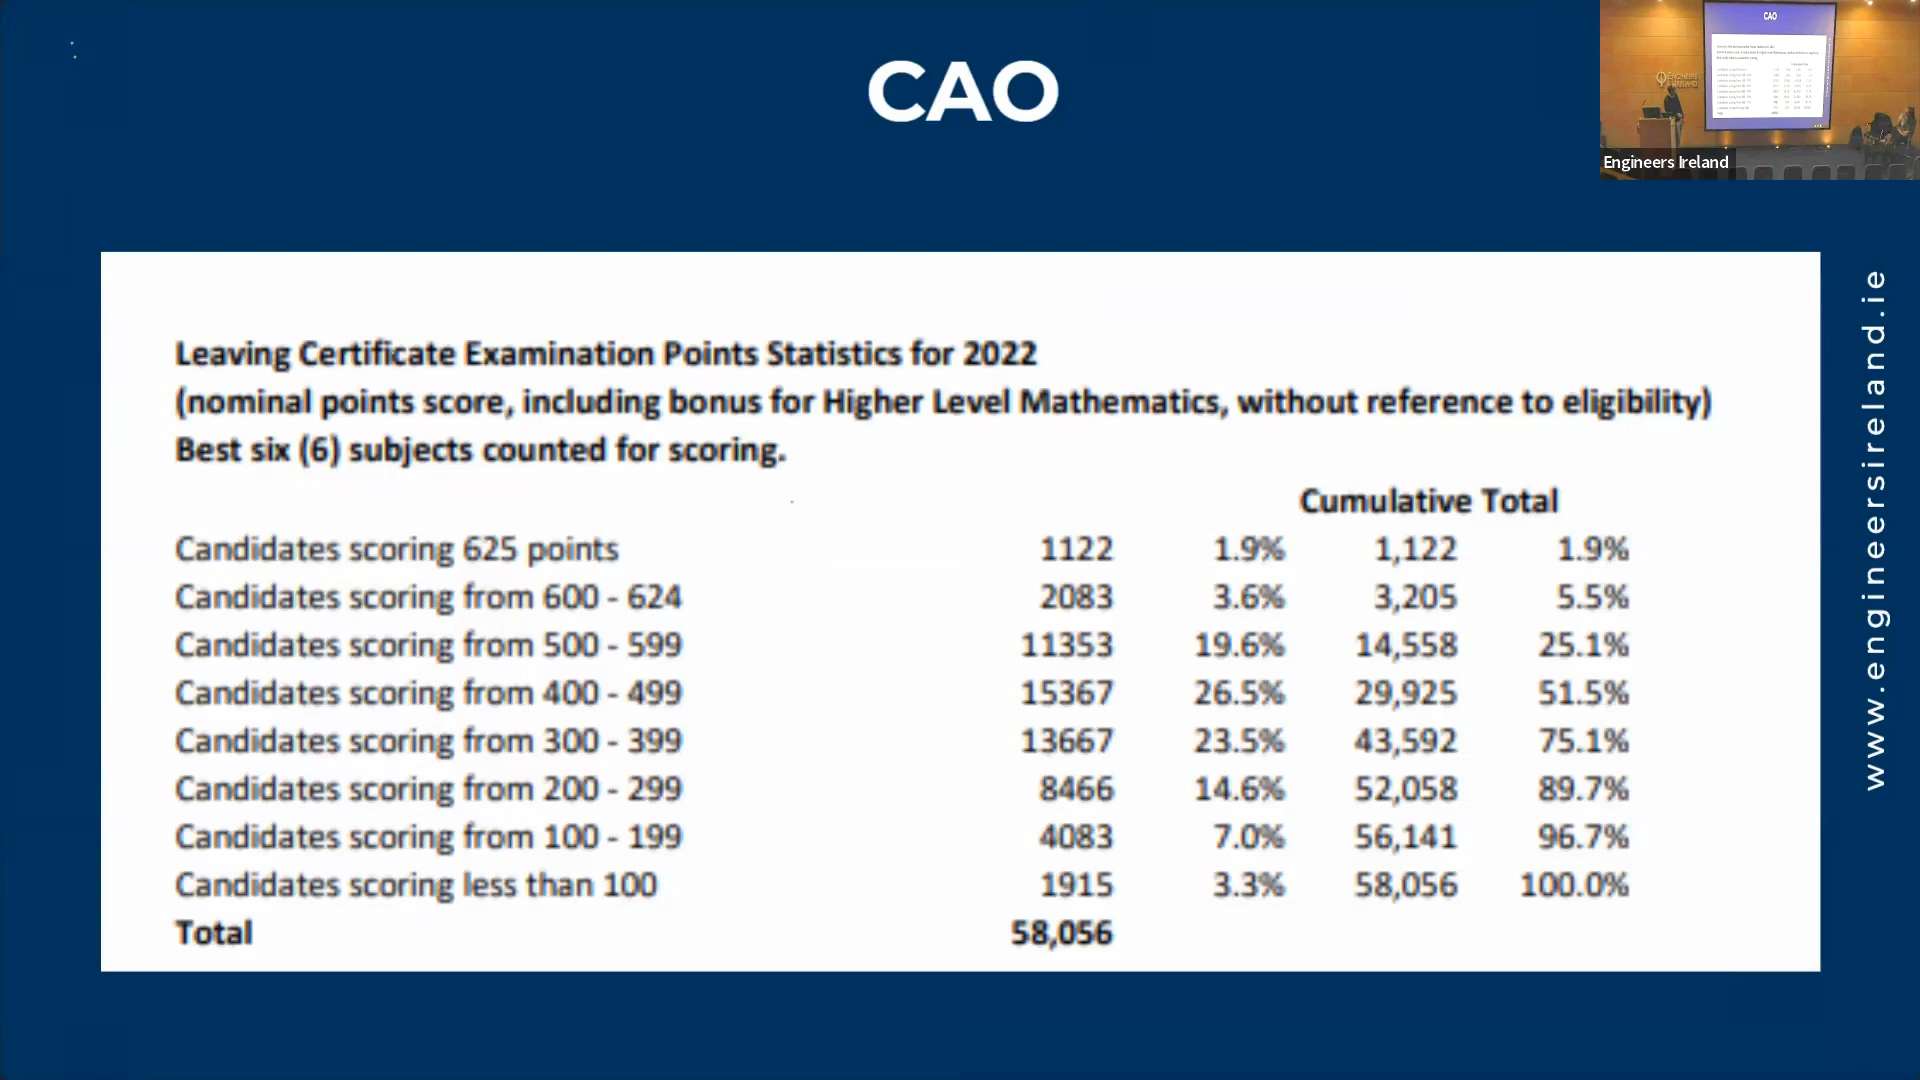 CAO
Engineers Ireland
Leaving Certificate Examination Points Statistics for 2022
(nominal points score, including bonus for Higher Level Mathematics, without reference to eligibility)
Best six (6) subjects counted for scoring.
Cumulative Total
Candidates scoring 625 points 1122 1.9% 1,122 1.9%
Candidates scoring from 600 - 624 2083 3.6% 3,205 5.5%
Candidates scoring from 500 - 599 11353 19.6% 14,558 25.1%
Candidates scoring from 400 - 499 15367 26.5% 29,925 51.5%
Candidates scoring from 300 - 399 13667 23.5% 43,592 75.1%
Candidates scoring from 200 - 299 8466 14.6% 52,058 89.7%
Candidates scoring from 100 - 199 4083 7.0% 56,141 96.7%
Candidates scoring less than 100 1915 3.3% 58,056 100.0%
Total 58,056
www.engineersireland.ie
CAO
ENGINEERS
IRELAND